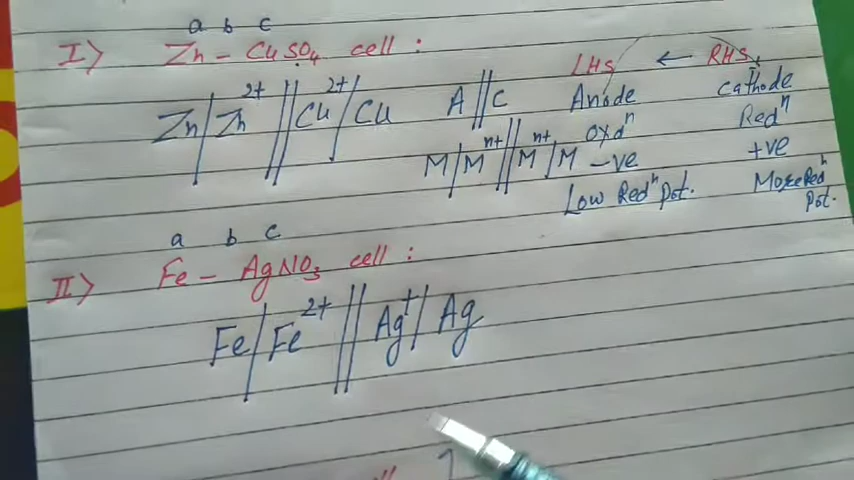 a b c
I> Zn - CuSO4 cell :
Zn | Zn2+ || Cu2+ | Cu
A || C
M | Mn+ || Mn+ | M
LHS ← RHS
Anode Cathode
Oxdn Redn
-ve +ve
Low Redn Pot. More Redn Pot.
a b c
II> Fe - AgNO3 cell :
Fe | Fe2+ || Ag+ | Ag